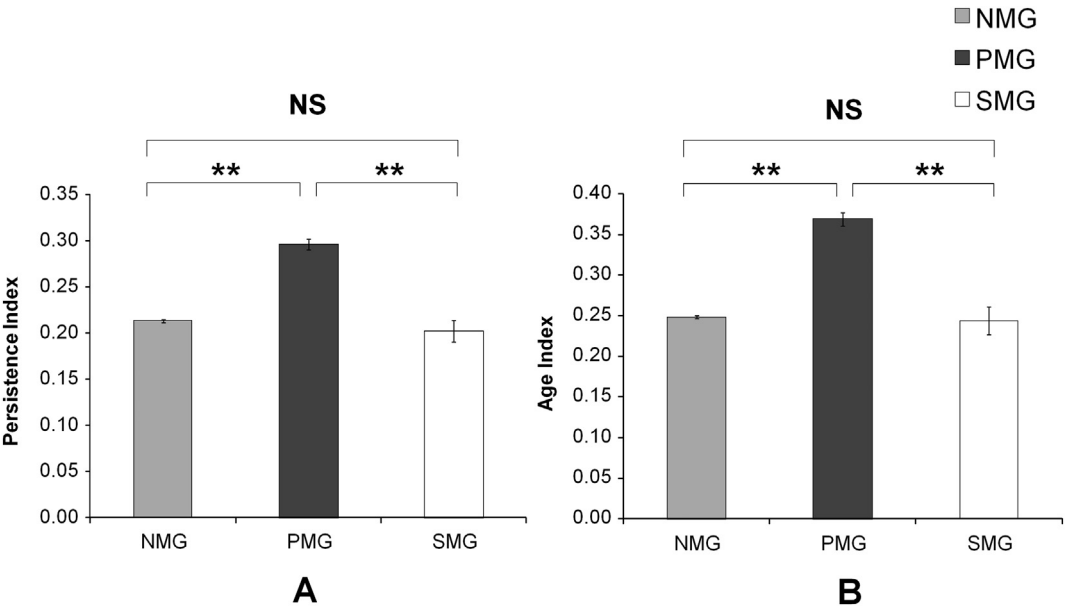 NMG
PMG
SMG
NS
**
**
0.35
0.30
0.25
0.20
0.15
0.10
0.05
0.00
Persistence Index
NMG PMG SMG
A
NS
**
**
0.40
0.35
0.30
0.25
0.20
0.15
0.10
0.05
0.00
Age Index
NMG PMG SMG
B